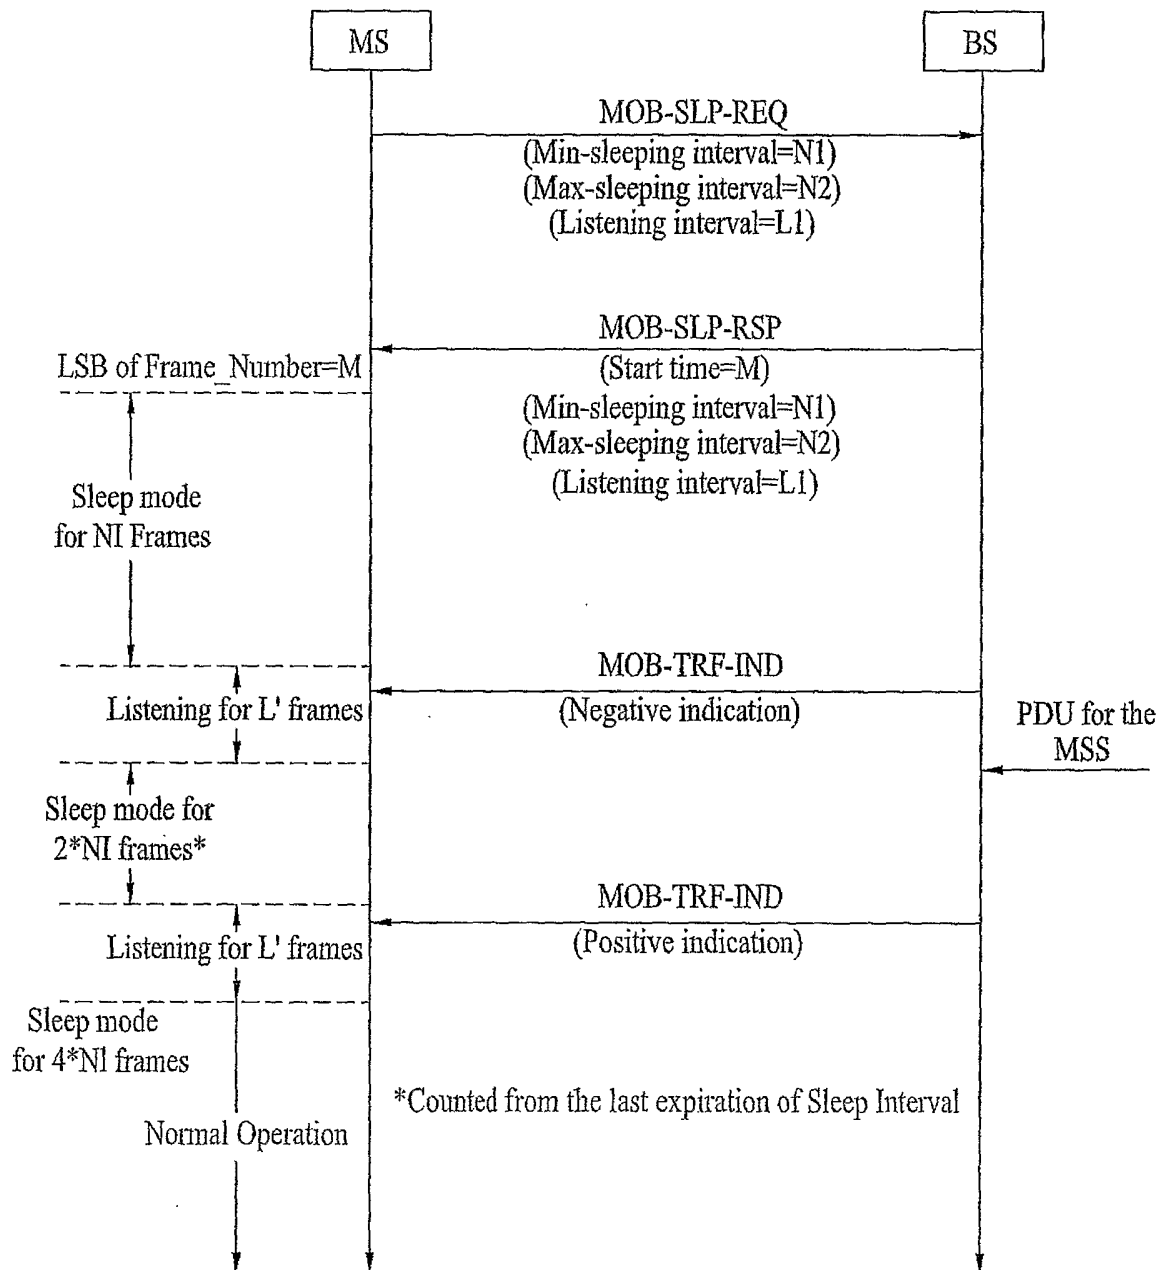 MS
BS
MOB-SLP-REQ
(Min-sleeping interval=N1)
(Max-sleeping interval=N2)
(Listening interval=L1)
MOB-SLP-RSP
LSB of Frame_Number=M
(Start time=M)
(Min-sleeping interval=N1)
(Max-sleeping interval=N2)
(Listening interval=L1)
Sleep mode
for NI Frames
MOB-TRF-IND
Listening for L' frames
(Negative indication)
PDU for the
MSS
Sleep mode for
2*NI frames*
MOB-TRF-IND
Listening for L' frames
(Positive indication)
Sleep mode
for 4*Nl frames
*Counted from the last expiration of Sleep Interval
Normal Operation